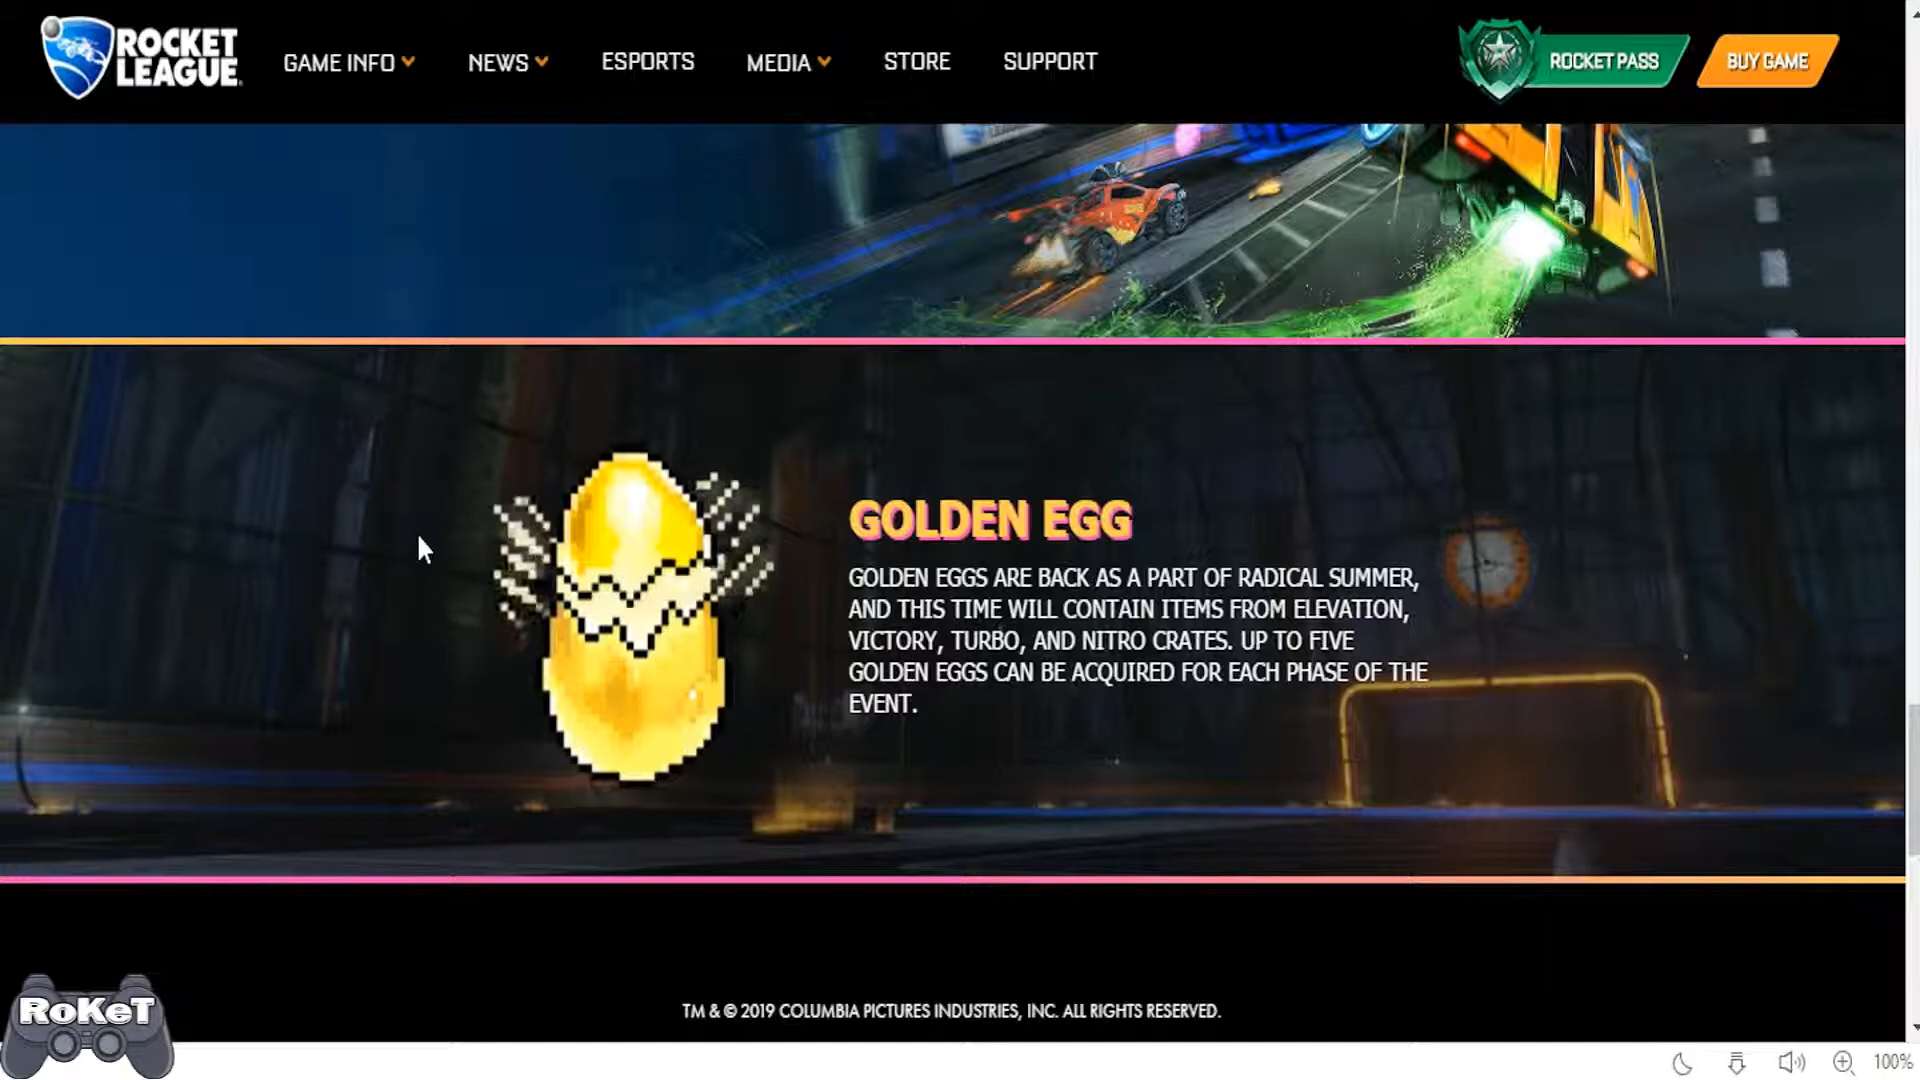 ROCKET
LEAGUE
GAME INFO
NEWS
ESPORTS
MEDIA
STORE
SUPPORT
ROCKET PASS
BUY GAME
GOLDEN EGG
GOLDEN EGGS ARE BACK AS A PART OF RADICAL SUMMER,
AND THIS TIME WILL CONTAIN ITEMS FROM ELEVATION,
VICTORY, TURBO, AND NITRO CRATES. UP TO FIVE
GOLDEN EGGS CAN BE ACQUIRED FOR EACH PHASE OF THE
EVENT.
TM & © 2019 COLUMBIA PICTURES INDUSTRIES, INC. ALL RIGHTS RESERVED.
RoKeT
100%